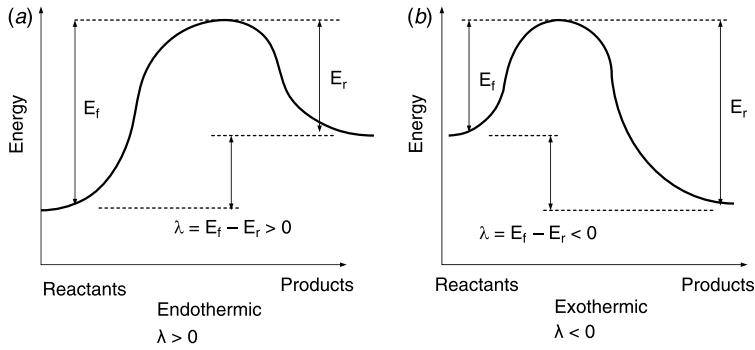 (a)
Energy
E_f
E_r
λ = E_f − E_r > 0
Reactants
Products
Endothermic
λ > 0
(b)
Energy
E_f
E_r
λ = E_f − E_r < 0
Reactants
Products
Exothermic
λ < 0